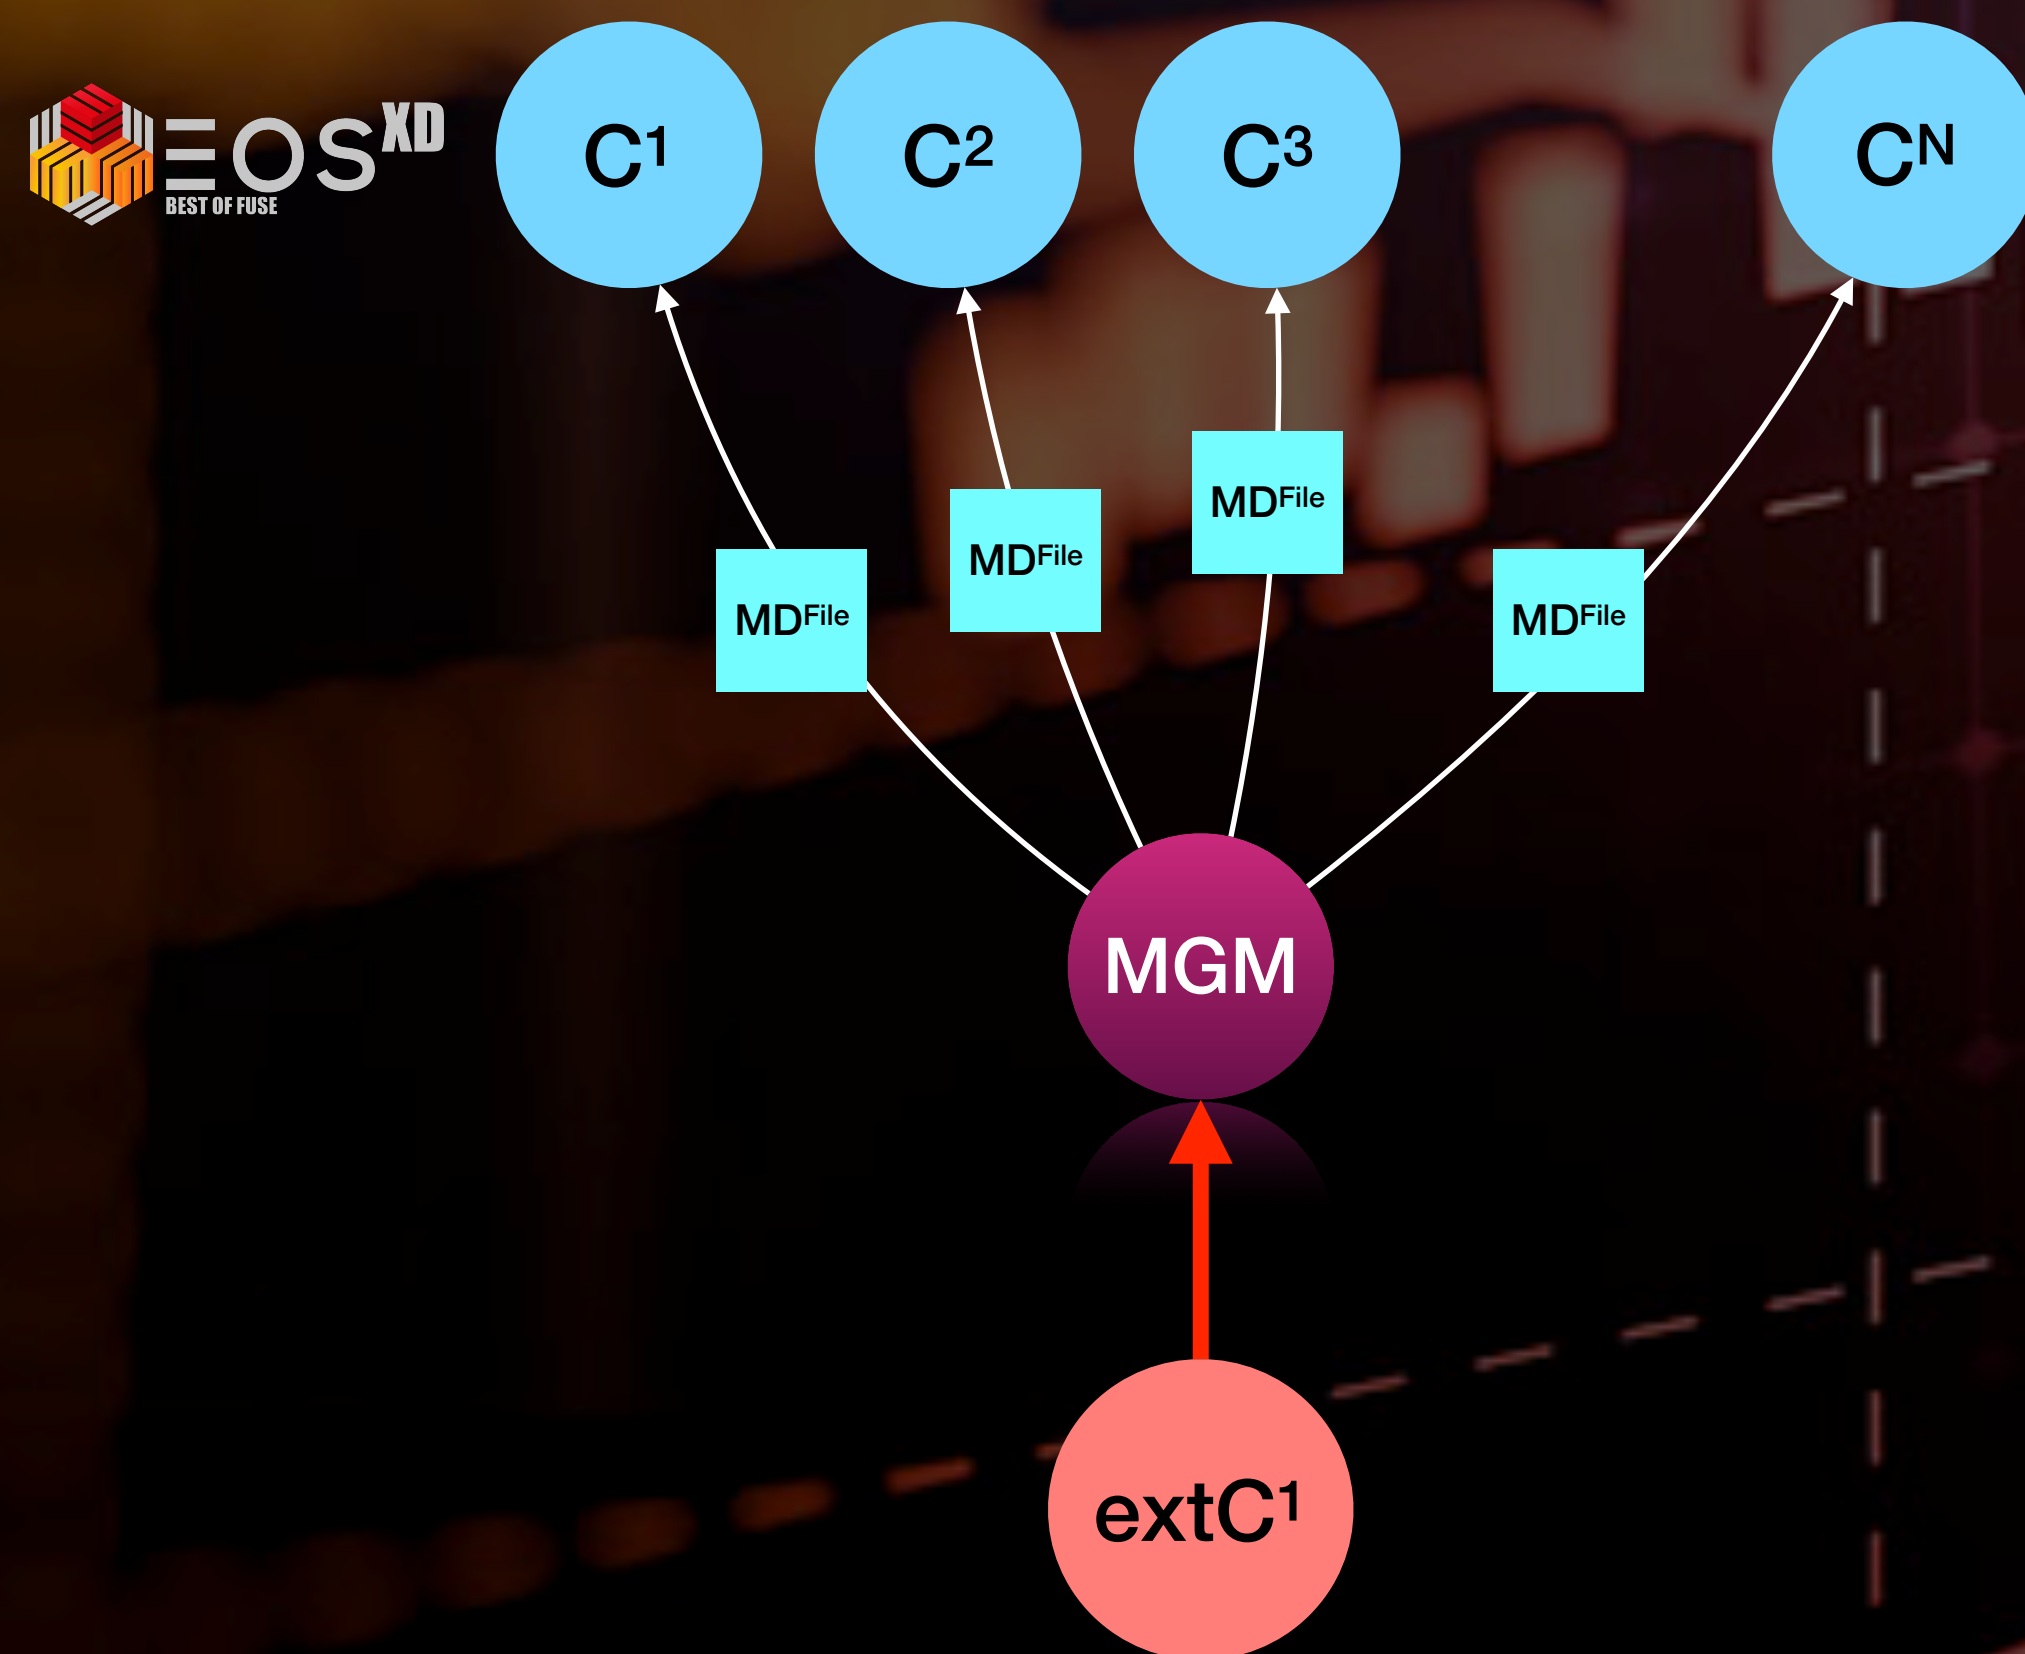 EOS XD
BEST OF FUSE
C1
C2
C3
CN
MDFile
MDFile
MDFile
MDFile
MGM
extC1